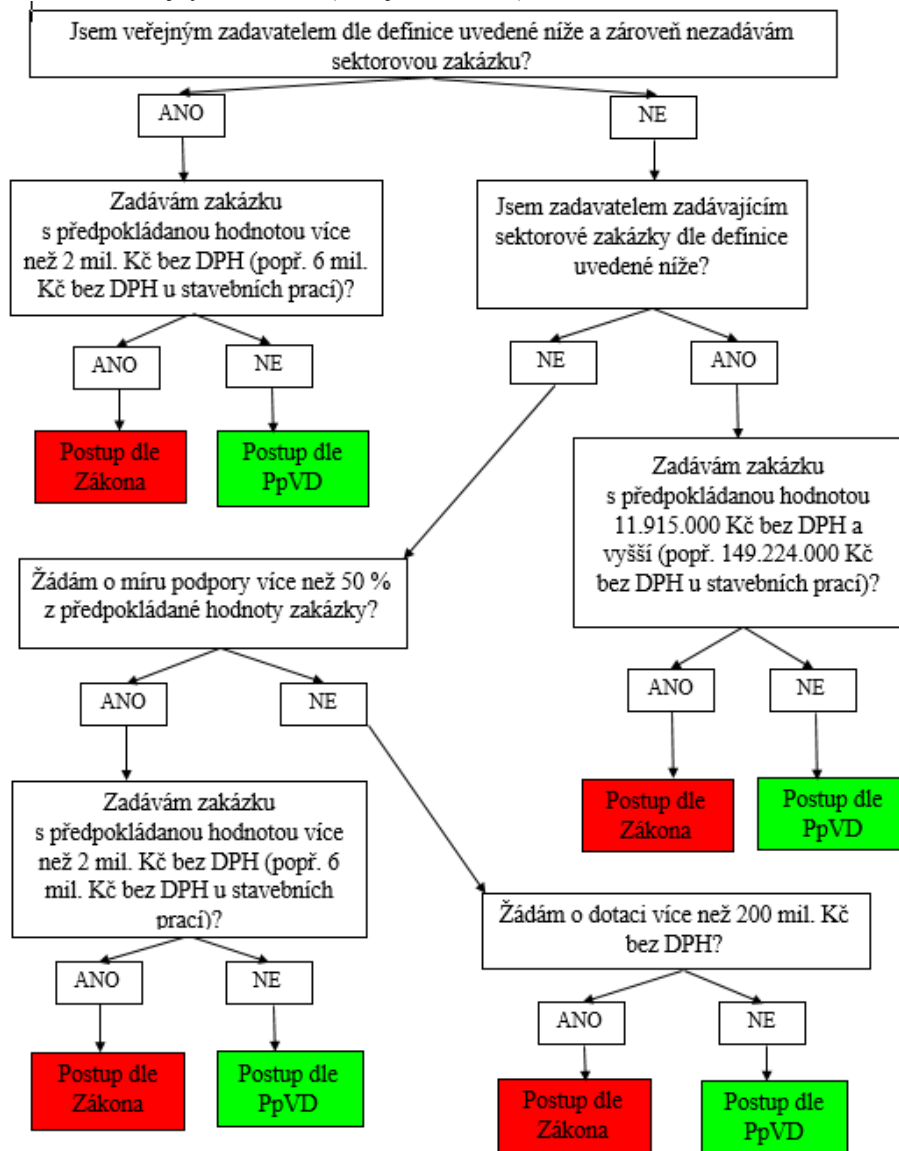 Jsem veřejným zadavatelem dle definice uvedené níže a zároveň nezadávám
sektorovou zakázku?
ANO
NE
Zadávám zakázku
s předpokládanou hodnotou více
než 2 mil. Kč bez DPH (popř. 6 mil.
Kč bez DPH u stavebních prací)?
Jsem zadavatelem zadávajícím
sektorové zakázky dle definice
uvedené níže?
ANO
NE
NE
ANO
Postup dle
Zákona
Postup dle
PpVD
Zadávám zakázku
s předpokládanou hodnotou
11.915.000 Kč bez DPH a
vyšší (popř. 149.224.000 Kč
bez DPH u stavebních prací)?
Žádám o míru podpory více než 50 %
z předpokládané hodnoty zakázky?
ANO
NE
ANO
NE
Zadávám zakázku
s předpokládanou hodnotou více
než 2 mil. Kč bez DPH (popř. 6
mil. Kč bez DPH u stavebních
prací)?
Postup dle
Zákona
Postup dle
PpVD
Žádám o dotaci více než 200 mil. Kč
bez DPH?
ANO
NE
ANO
NE
Postup dle
Zákona
Postup dle
PpVD
Postup dle
Zákona
Postup dle
PpVD